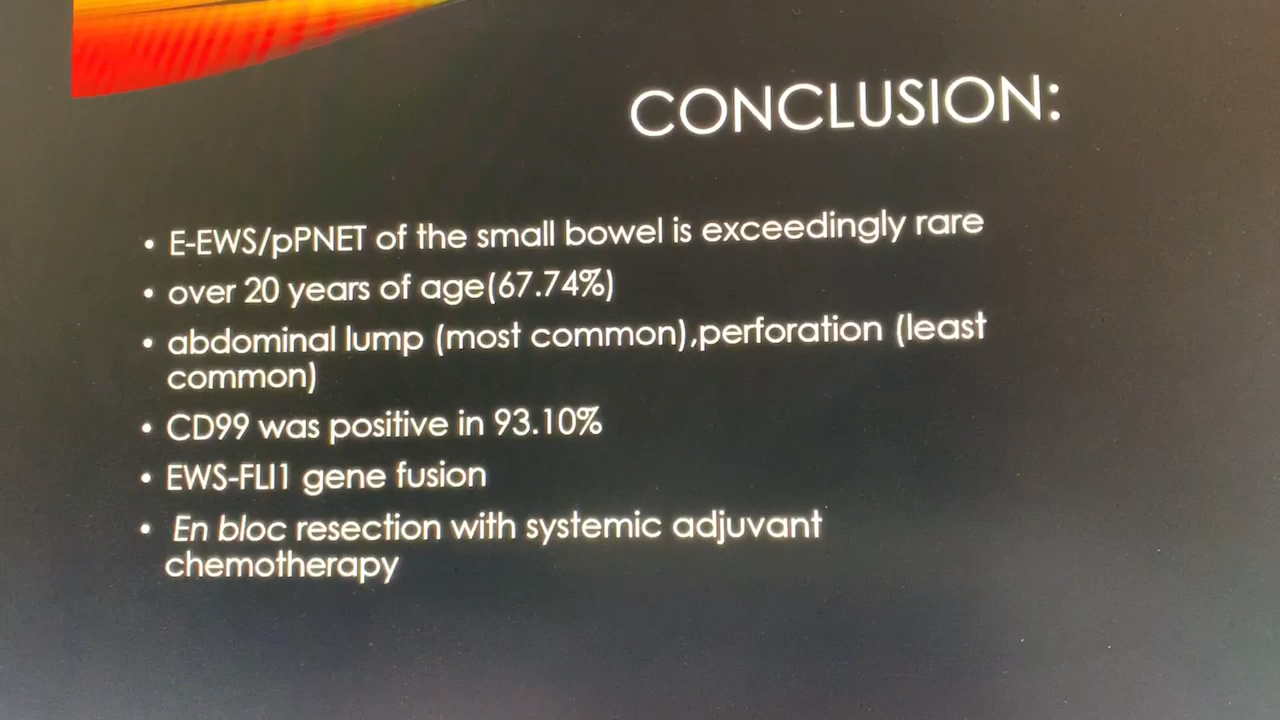 CONCLUSION:
• E-EWS/pPNET of the small bowel is exceedingly rare
• over 20 years of age(67.74%)
• abdominal lump (most common),perforation (least
common)
• CD99 was positive in 93.10%
• EWS-FLI1 gene fusion
• En bloc resection with systemic adjuvant
chemotherapy